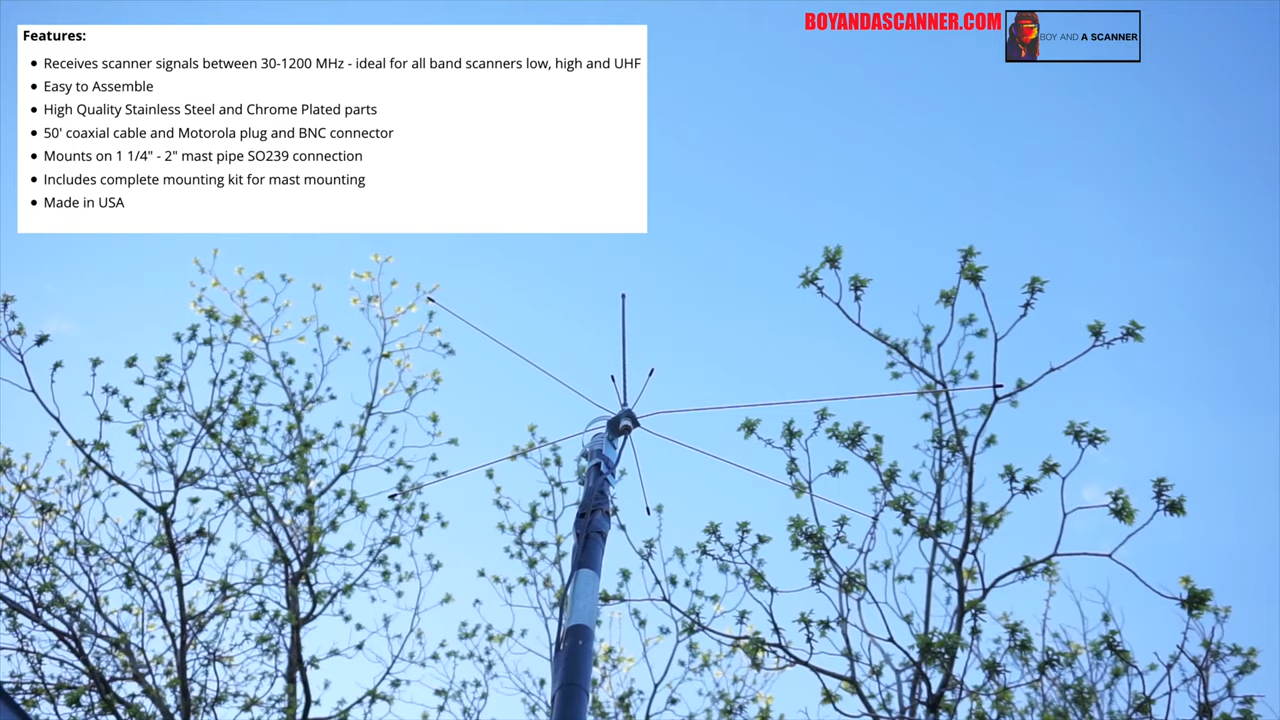 Features:
Receives scanner signals between 30-1200 MHz - ideal for all band scanners low, high and UHF
Easy to Assemble
High Quality Stainless Steel and Chrome Plated parts
50' coaxial cable and Motorola plug and BNC connector
Mounts on 1 1/4" - 2" mast pipe SO239 connection
Includes complete mounting kit for mast mounting
Made in USA
BOYANDASCANNER.COM
BOY AND A SCANNER